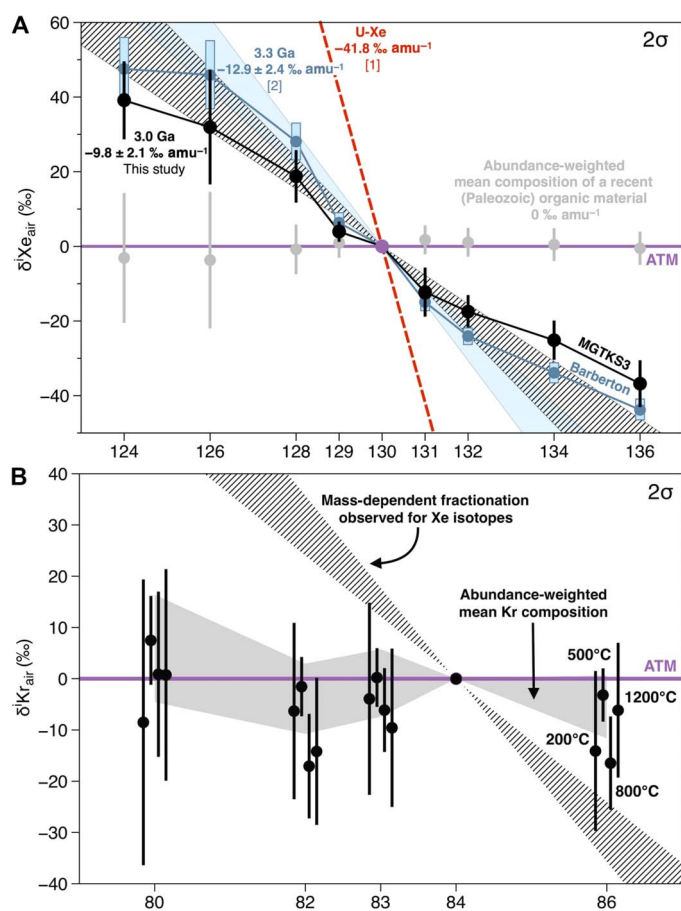 A
60
40
20
0
−20
−40
δⁱXeair (‰)
U-Xe
−41.8 ‰ amu⁻¹
[1]
2σ
3.3 Ga
−12.9 ± 2.4 ‰ amu⁻¹
[2]
3.0 Ga
−9.8 ± 2.1 ‰ amu⁻¹
This study
Abundance-weighted
mean composition of a recent
(Paleozoic) organic material
0 ‰ amu⁻¹
ATM
MGTKS3
Barberton
124 126 128 129 130 131 132 134 136
B
40
30
20
10
0
−10
−20
−30
−40
δⁱKrair (‰)
2σ
Mass-dependent fractionation
observed for Xe isotopes
Abundance-weighted
mean Kr composition
ATM
500°C
1200°C
200°C
800°C
80 82 83 84 86